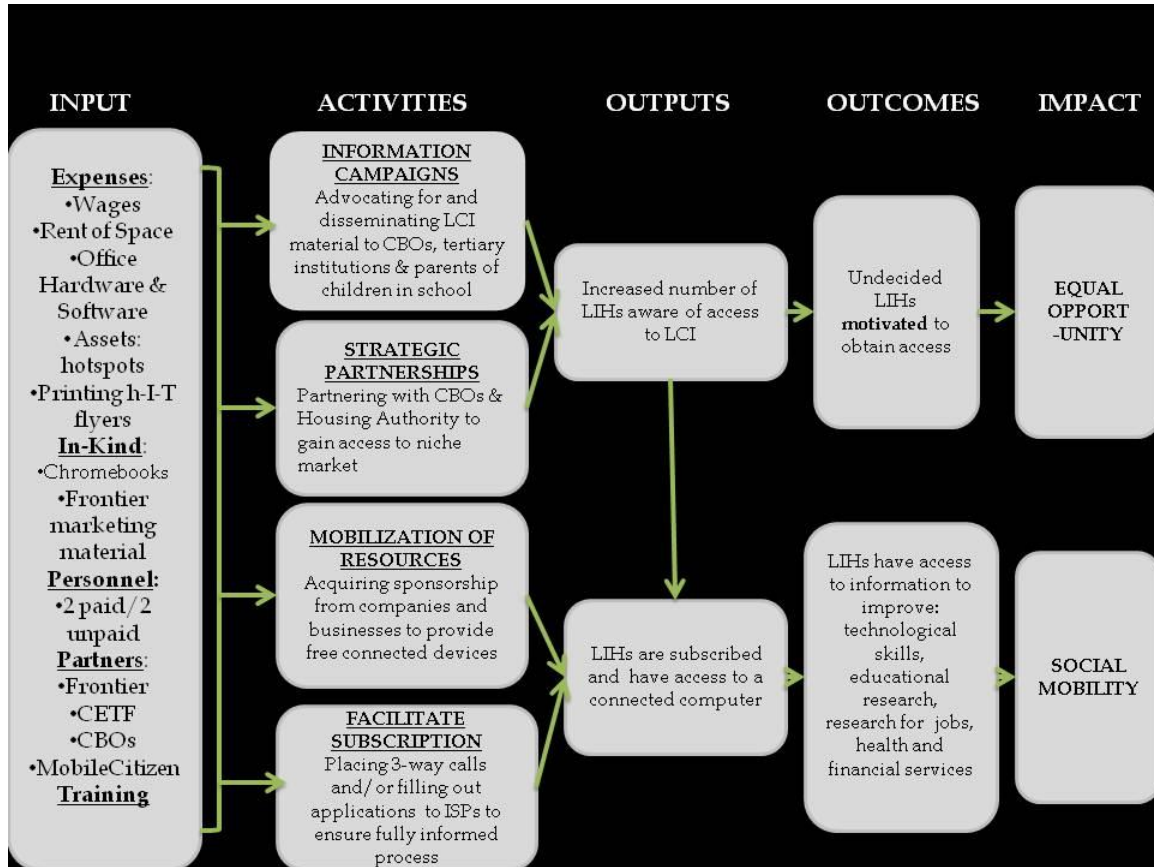 INPUT
ACTIVITIES
OUTPUTS
OUTCOMES
IMPACT
Expenses:
•Wages
•Rent of Space
•Office
Hardware &
Software
•Assets:
hotspots
•Printing h-I-T
flyers
In-Kind:
•Chromebooks
•Frontier
marketing
material
Personnel:
•2 paid/2
unpaid
Partners:
•Frontier
•CETF
•CBOs
•MobileCitizen
Training
INFORMATION
CAMPAIGNS
Advocating for and
disseminating LCI
material to CBOs, tertiary
institutions & parents of
children in school
STRATEGIC
PARTNERSHIPS
Partnering with CBOs &
Housing Authority to
gain access to niche
market
MOBILIZATION OF
RESOURCES
Acquiring sponsorship
from companies and
businesses to provide
free connected devices
FACILITATE
SUBSCRIPTION
Placing 3-way calls
and/or filling out
applications to ISPs to
ensure fully informed
process
Increased number of
LIHs aware of access
to LCI
LIHs are subscribed
and have access to a
connected computer
Undecided
LIHs
motivated to
obtain access
LIHs have access
to information to
improve:
technological
skills,
educational
research,
research for jobs,
health and
financial services
EQUAL
OPPORT
-UNITY
SOCIAL
MOBILITY